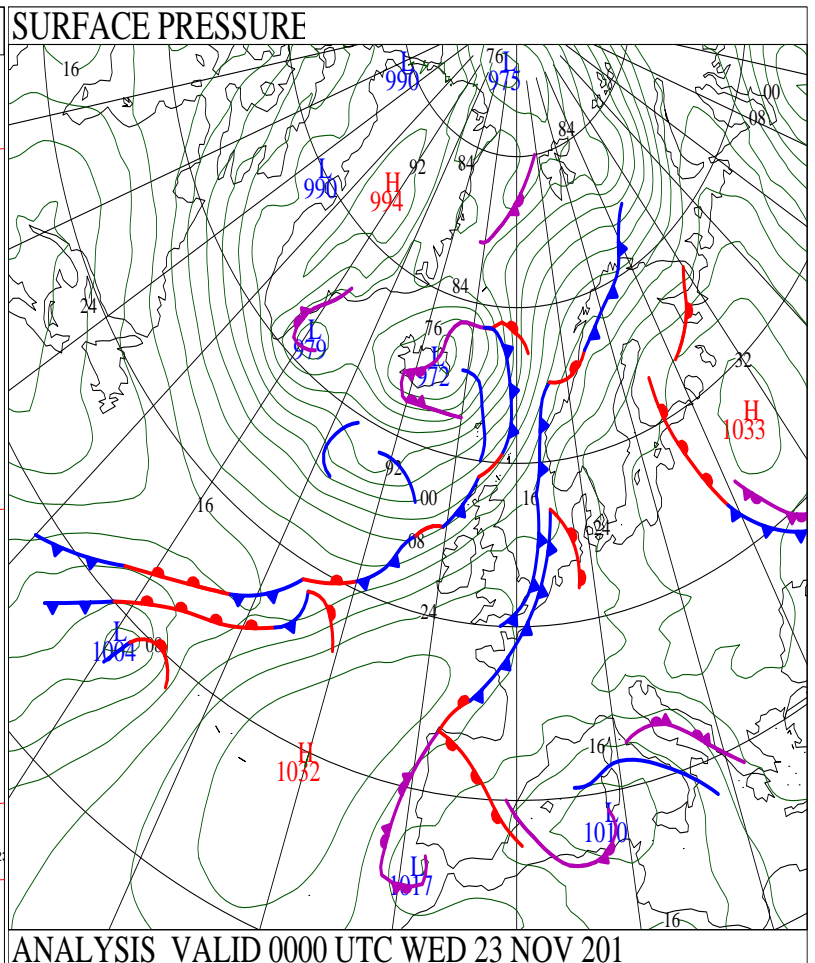 SURFACE PRESSURE
L 990
76
L 975
16
00
08
84
L 990
H 994
92
84
24
84
76
L 979
L 972
32
H 1033
92
00
16
16
24
08
24
L 1004
08
H 1032
16
L 1010
L 1017
16
ANALYSIS VALID 0000 UTC WED 23 NOV 201